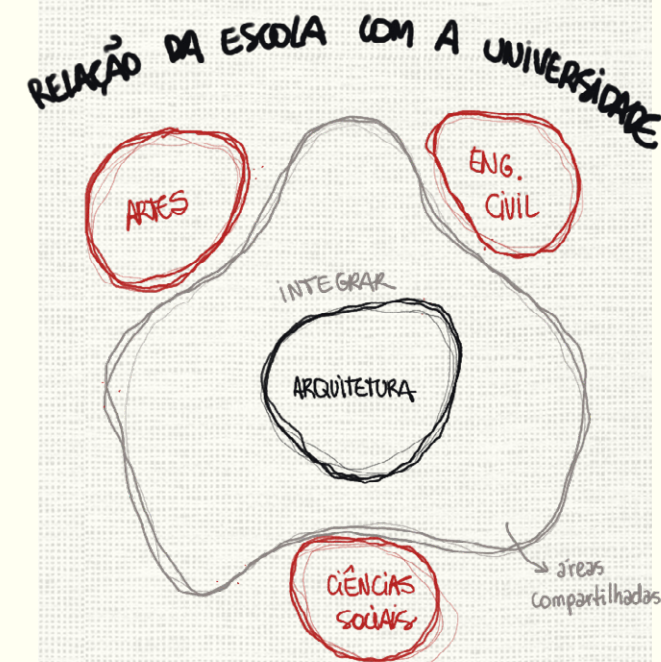 RELAÇÃO DA ESCOLA COM A UNIVERSIDADE
ARTES
ENG.
CIVIL
INTEGRAR
ARQUITETURA
CIÊNCIAS
SOCIAIS
áreas
compartilhadas